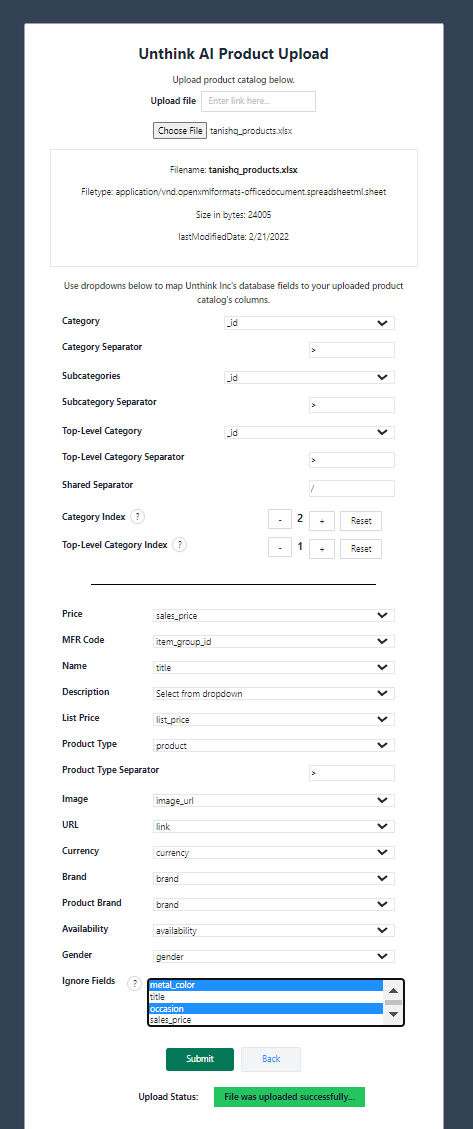 Unthink AI Product Upload
Upload product catalog below.
Upload file Enter link here...
Choose File tanishq_products.xlsx
Filename: tanishq_products.xlsx
Filetype: application/vnd.openxmlformats-officedocument.spreadsheetml.sheet
Size in bytes: 24005
lastModifiedDate: 2/21/2022
Use dropdowns below to map Unthink Inc's database fields to your uploaded product
catalog's columns.
Category _id
Category Separator >
Subcategories _id
Subcategory Separator >
Top-Level Category _id
Top-Level Category Separator >
Shared Separator /
Category Index ? - 2 + Reset
Top-Level Category Index ? - 1 + Reset
Price sales_price
MFR Code item_group_id
Name title
Description Select from dropdown
List Price list_price
Product Type product
Product Type Separator >
Image image_url
URL link
Currency currency
Brand brand
Product Brand brand
Availability availability
Gender gender
Ignore Fields ? metal_color
title
occasion
sales_price
Submit Back
Upload Status: File was uploaded successfully...